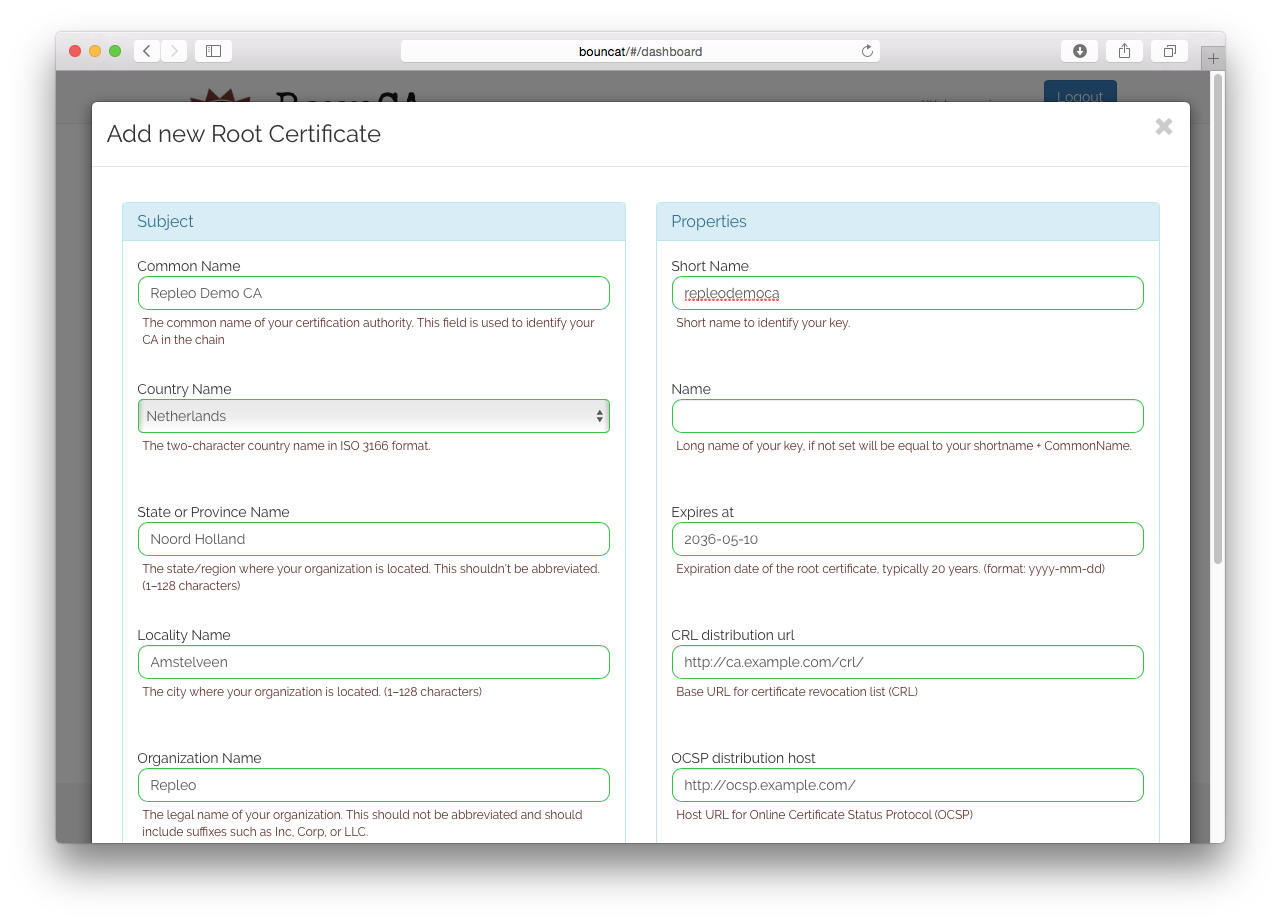 bouncat/#/dashboard
Logout
Add new Root Certificate
Subject
Common Name
Repleo Demo CA
The common name of your certification authority. This field is used to identify your
CA in the chain
Country Name
Netherlands
The two-character country name in ISO 3166 format.
State or Province Name
Noord Holland
The state/region where your organization is located. This shouldn't be abbreviated.
(1–128 characters)
Locality Name
Amstelveen
The city where your organization is located. (1–128 characters)
Organization Name
Repleo
The legal name of your organization. This should not be abbreviated and should
include suffixes such as Inc, Corp, or LLC.
Properties
Short Name
repleodemoca
Short name to identify your key.
Name
Long name of your key, if not set will be equal to your shortname + CommonName.
Expires at
2036-05-10
Expiration date of the root certificate, typically 20 years. (format: yyyy-mm-dd)
CRL distribution url
http://ca.example.com/crl/
Base URL for certificate revocation list (CRL)
OCSP distribution host
http://ocsp.example.com/
Host URL for Online Certificate Status Protocol (OCSP)